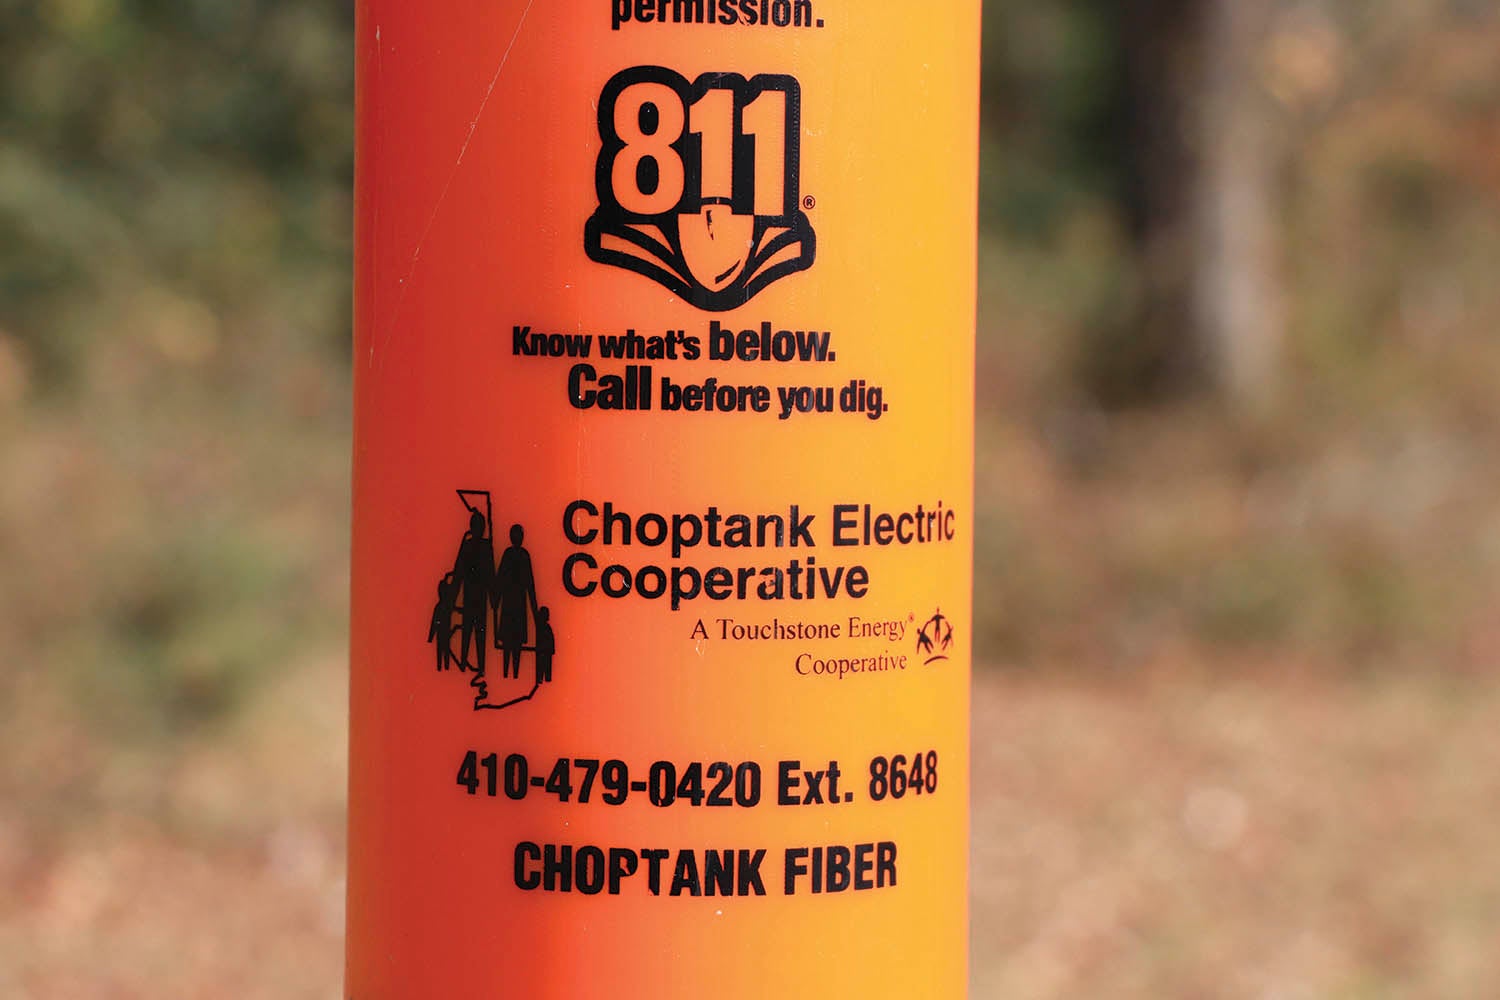 permission.
811®
Know what's below.
Call before you dig.
Choptank Electric
Cooperative
A Touchstone Energy®
Cooperative
410-479-0420 Ext. 8648
CHOPTANK FIBER